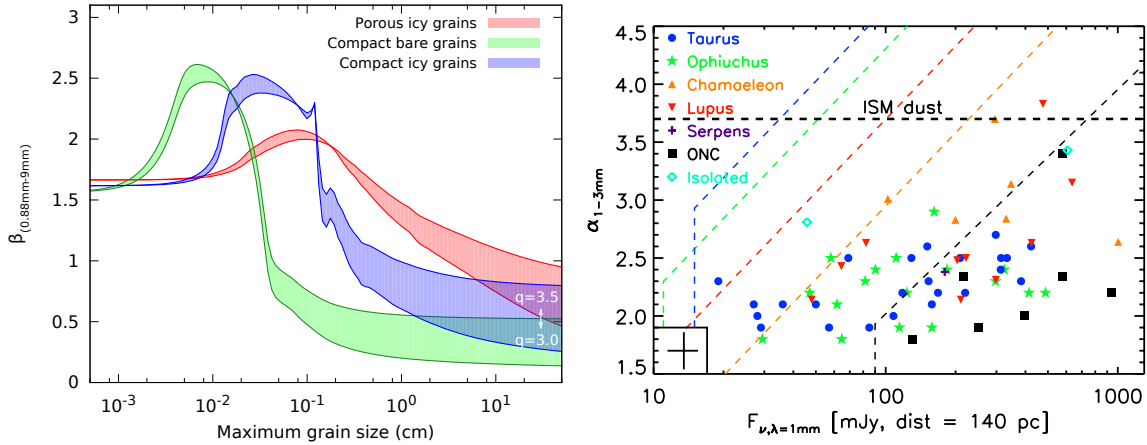 Porous icy grains
Compact bare grains
Compact icy grains
3
2.5
2
1.5
1
0.5
0
β(0.88mm-9mm)
q=3.5
q=3.0
10⁻³ 10⁻² 10⁻¹ 10⁰ 10¹
Maximum grain size (cm)
4.5
4.0
3.5
3.0
2.5
2.0
1.5
α1-3mm
Taurus
Ophiuchus
Chamaeleon
Lupus
Serpens
ONC
Isolated
ISM dust
10 100 1000
Fν,λ=1mm [mJy, dist = 140 pc]